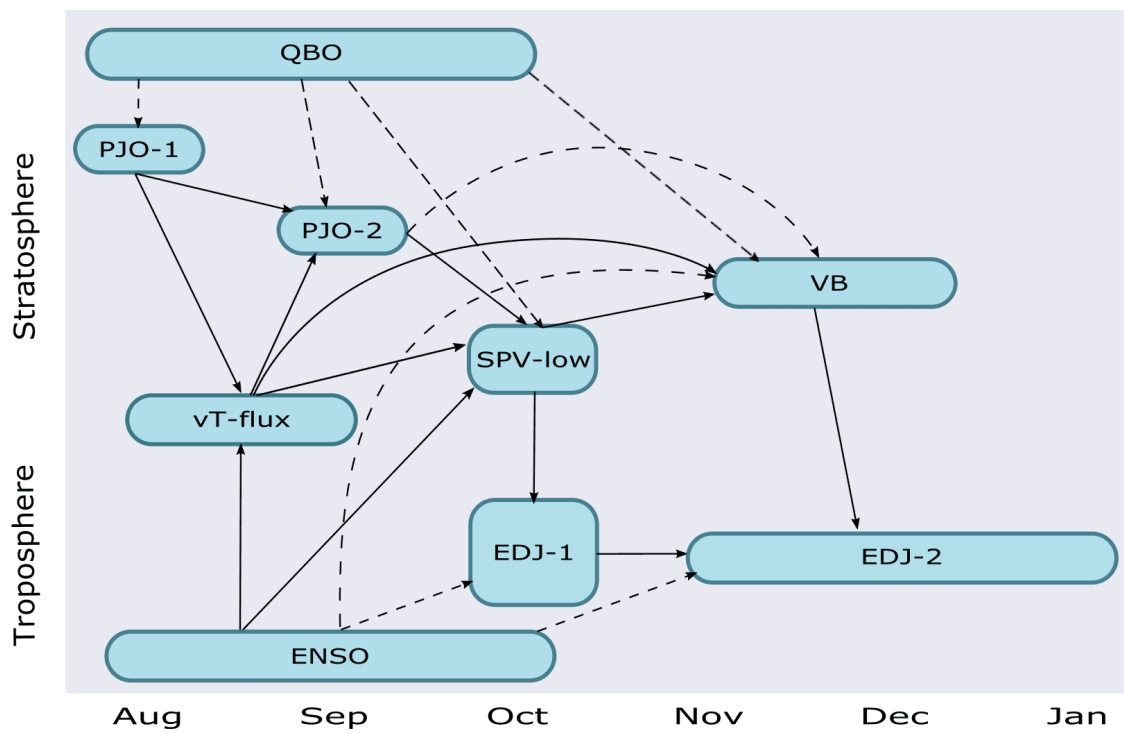 QBO
PJO-1
PJO-2
VB
SPV-low
vT-flux
EDJ-1
EDJ-2
ENSO
Stratosphere
Troposphere
Aug Sep Oct Nov Dec Jan